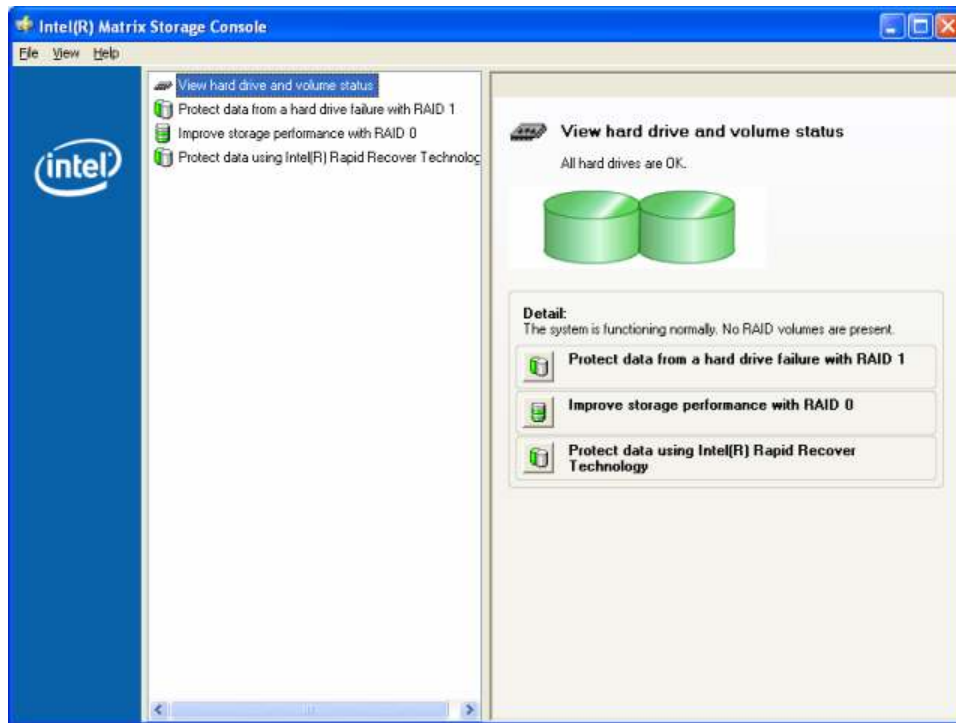 Intel(R) Matrix Storage Console
File View Help
intel
View hard drive and volume status
Protect data from a hard drive failure with RAID 1
Improve storage performance with RAID 0
Protect data using Intel(R) Rapid Recover Technolog
View hard drive and volume status
All hard drives are OK.
Detail:
The system is functioning normally. No RAID volumes are present.
Protect data from a hard drive failure with RAID 1
Improve storage performance with RAID 0
Protect data using Intel(R) Rapid Recover
Technology